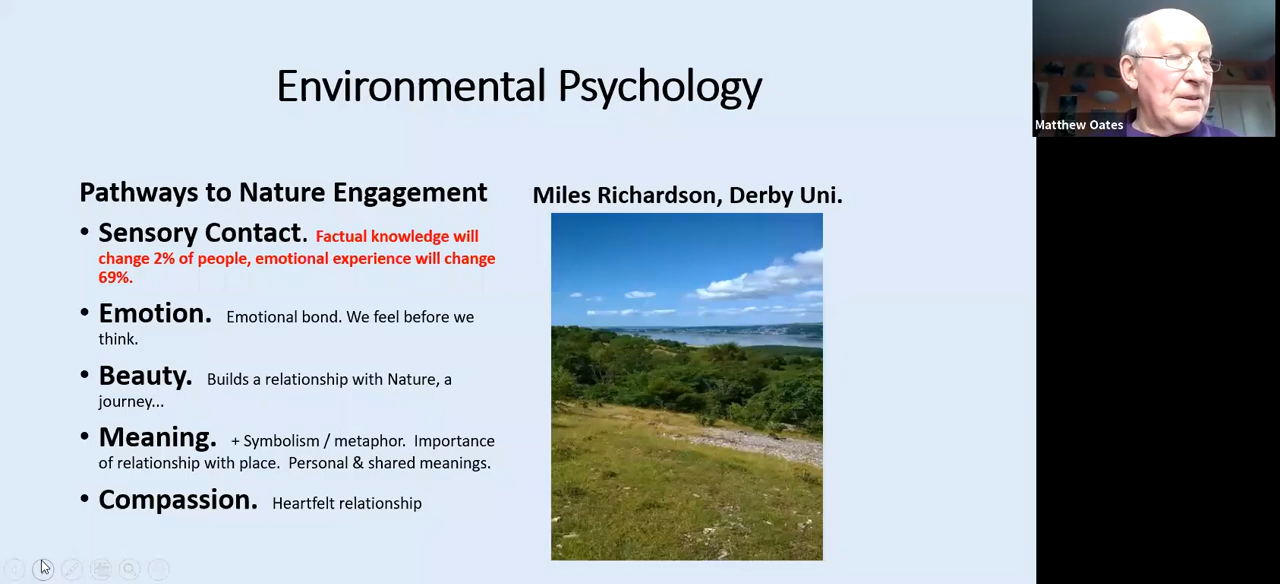 Environmental Psychology
Matthew Oates
Pathways to Nature Engagement
• Sensory Contact. Factual knowledge will
change 2% of people, emotional experience will change
69%.
• Emotion. Emotional bond. We feel before we
think.
• Beauty. Builds a relationship with Nature, a
journey...
• Meaning. + Symbolism / metaphor. Importance
of relationship with place. Personal & shared meanings.
• Compassion. Heartfelt relationship
Miles Richardson, Derby Uni.